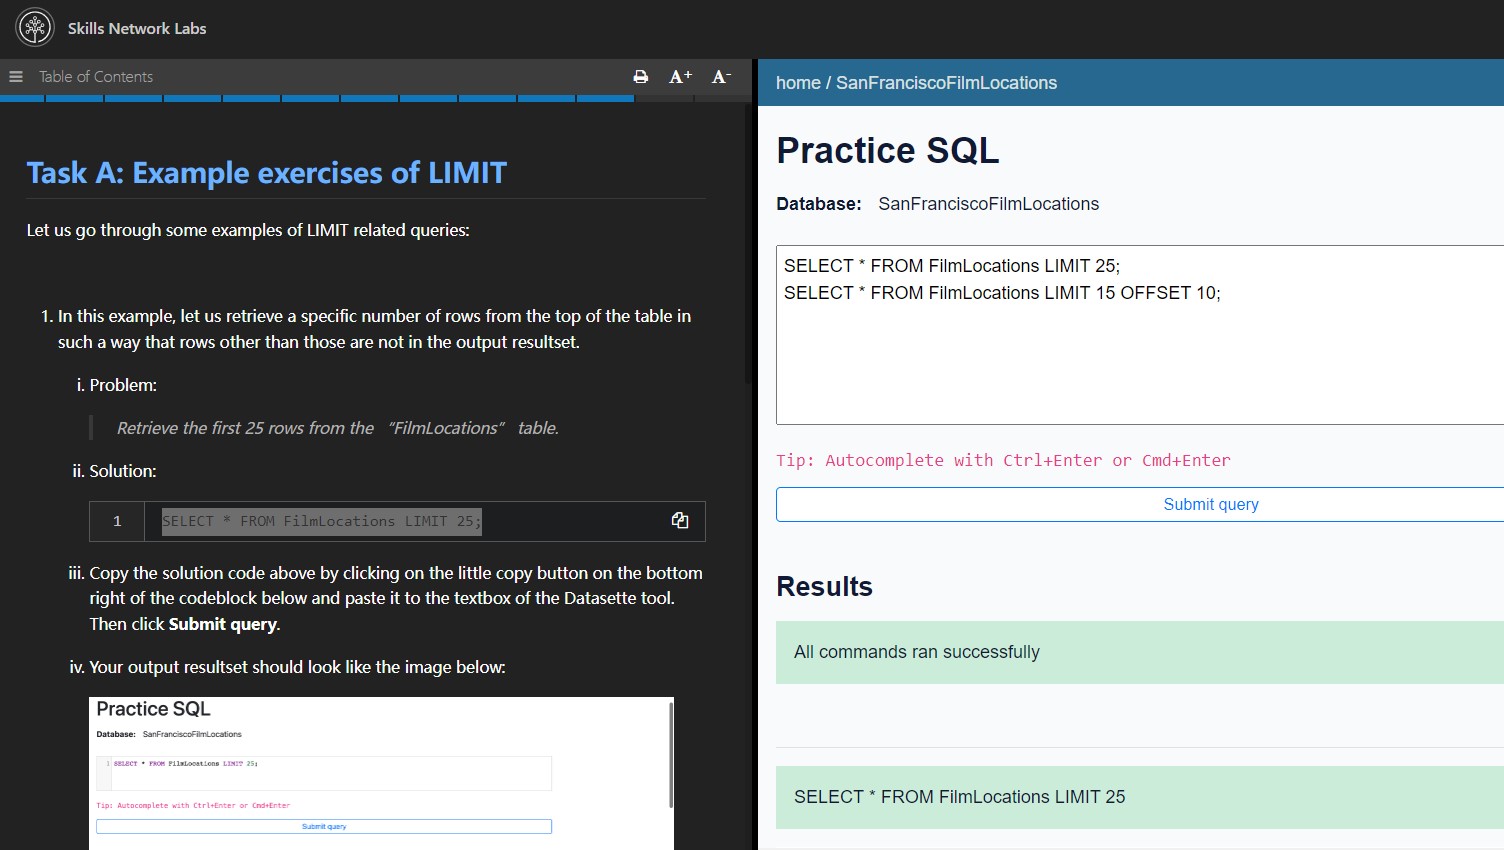 Skills Network Labs
Table of Contents
A+ A-
Task A: Example exercises of LIMIT
Let us go through some examples of LIMIT related queries:
1. In this example, let us retrieve a specific number of rows from the top of the table in
such a way that rows other than those are not in the output resultset.
i. Problem:
Retrieve the first 25 rows from the “FilmLocations” table.
ii. Solution:
1 SELECT * FROM FilmLocations LIMIT 25;
iii. Copy the solution code above by clicking on the little copy button on the bottom
right of the codeblock below and paste it to the textbox of the Datasette tool.
Then click Submit query.
iv. Your output resultset should look like the image below:
Practice SQL
Database: SanFranciscoFilmLocations
1 SELECT * FROM FilmLocations LIMIT 25;
Tip: Autocomplete with Ctrl+Enter or Cmd+Enter
Submit query
home / SanFranciscoFilmLocations
Practice SQL
Database: SanFranciscoFilmLocations
SELECT * FROM FilmLocations LIMIT 25;
SELECT * FROM FilmLocations LIMIT 15 OFFSET 10;
Tip: Autocomplete with Ctrl+Enter or Cmd+Enter
Submit query
Results
All commands ran successfully
SELECT * FROM FilmLocations LIMIT 25